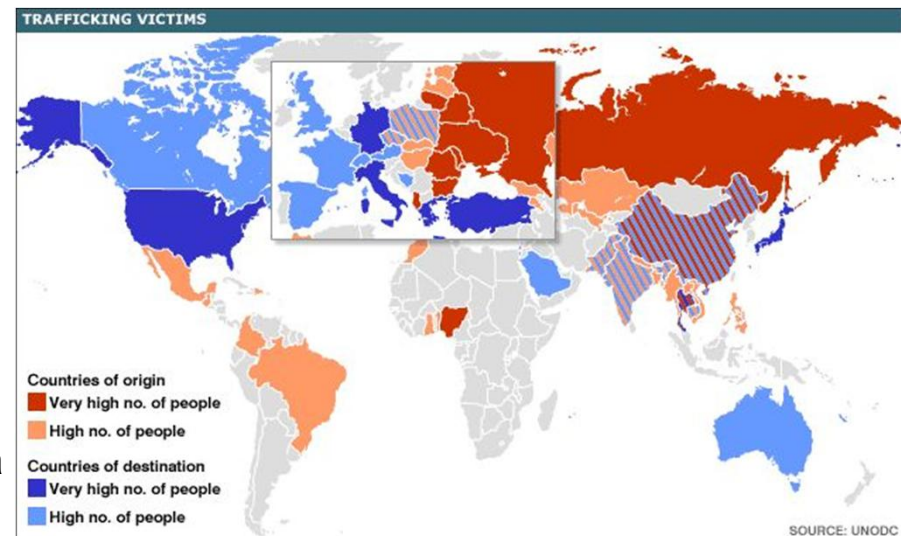 TRAFFICKING VICTIMS
Countries of origin
Very high no. of people
High no. of people
Countries of destination
Very high no. of people
High no. of people
SOURCE: UNODC